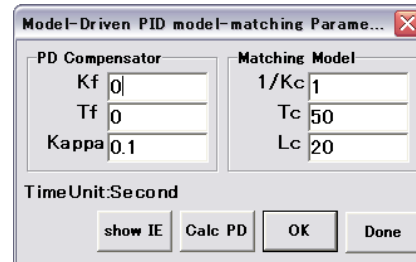 Model-Driven PID model-matching Parame...
PD Compensator
Kf 0
Tf 0
Kappa 0.1
Matching Model
1/Kc 1
Tc 50
Lc 20
TimeUnit:Second
show IE
Calc PD
OK
Done